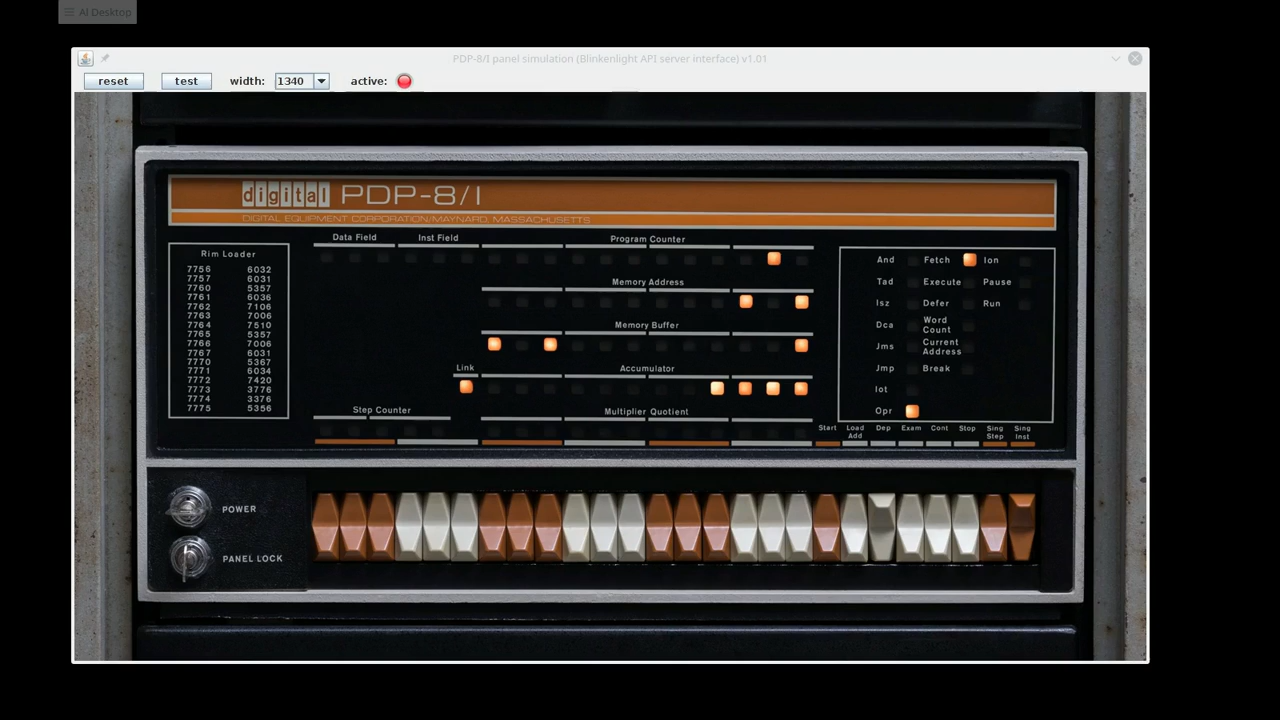 AI Desktop
PDP-8/I panel simulation (Blinkenlight API server interface) v1.01
reset test width: 1340 active:
digital PDP-8/I
DIGITAL EQUIPMENT CORPORATION/MAYNARD, MASSACHUSETTS
Data Field Inst Field Program Counter
Memory Address
Memory Buffer
Link Accumulator
Step Counter Multiplier Quotient
Rim Loader
7756 6032
7757 6031
7760 5357
7761 6036
7762 7106
7763 7006
7764 7510
7765 5357
7766 7006
7767 6031
7770 5367
7771 6034
7772 7420
7773 3776
7774 3376
7775 5356
And Fetch Ion
Tad Execute Pause
Isz Defer Run
Dca Word Count
Jms Current Address
Jmp Break
Iot
Opr
Start Load Add Dep Exam Cont Stop Sing Step Sing Inst
POWER
PANEL LOCK